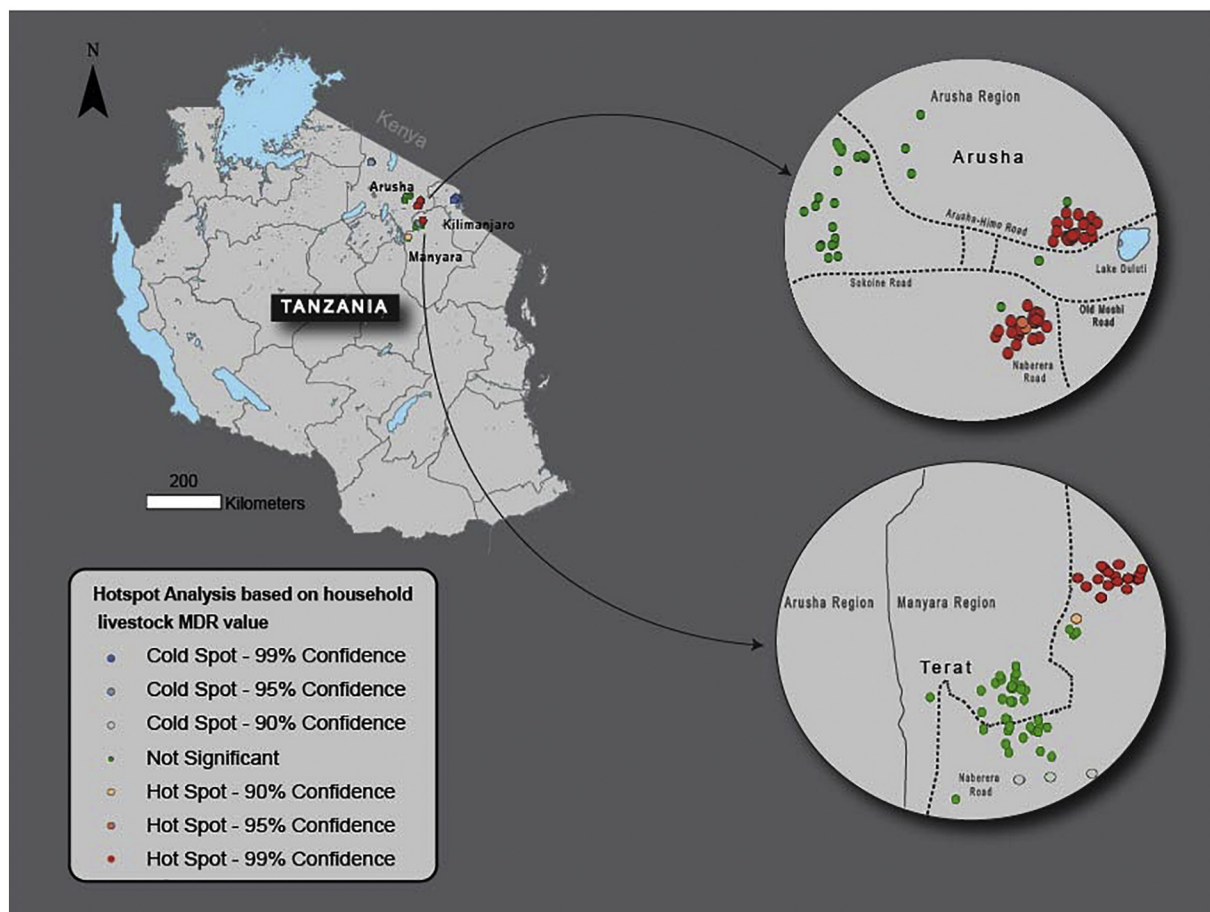 N
Kenya
Arusha
Kilimanjaro
Manyara
TANZANIA
200
Kilometers
Arusha Region
Arusha
Arusha-Himo Road
Lake Duluti
Sokoine Road
Old Moshi
Road
Naberera
Road
Arusha Region
Manyara Region
Terat
Naberera
Road
Hotspot Analysis based on household
livestock MDR value
Cold Spot - 99% Confidence
Cold Spot - 95% Confidence
Cold Spot - 90% Confidence
Not Significant
Hot Spot - 90% Confidence
Hot Spot - 95% Confidence
Hot Spot - 99% Confidence